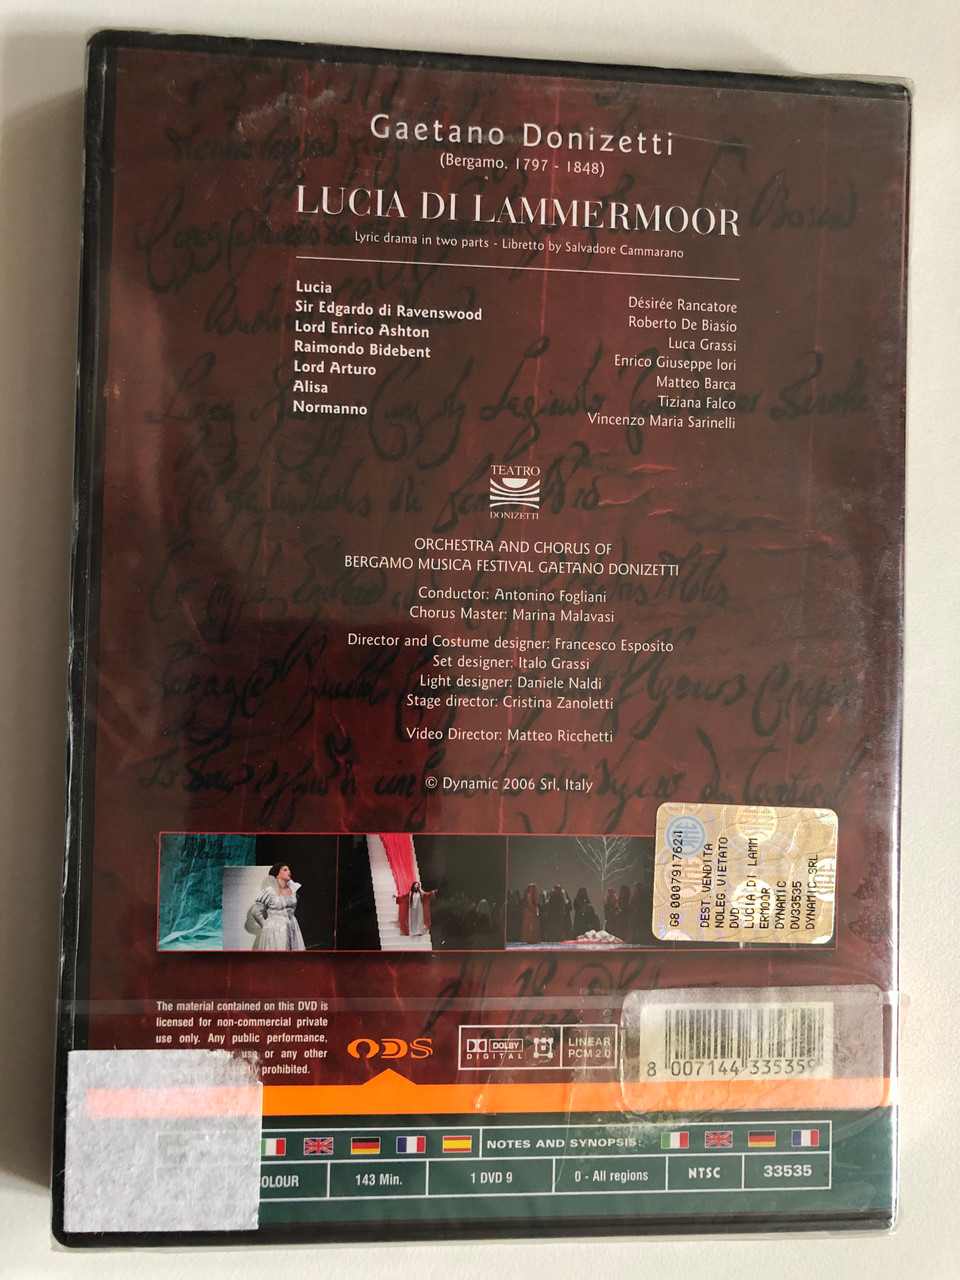 Gaetano Donizetti
(Bergamo, 1797 - 1848)
LUCIA DI LAMMERMOOR
Lyric drama in two parts - Libretto by Salvadore Cammarano
Lucia
Désirée Rancatore
Sir Edgardo di Ravenswood
Roberto De Biasio
Lord Enrico Ashton
Luca Grassi
Raimondo Bidebent
Enrico Giuseppe Iori
Lord Arturo
Matteo Barca
Alisa
Tiziana Falco
Normanno
Vincenzo Maria Sarinelli
TEATRO
DONIZETTI
ORCHESTRA AND CHORUS OF
BERGAMO MUSICA FESTIVAL GAETANO DONIZETTI
Conductor: Antonino Fogliani
Chorus Master: Marina Malavasi
Director and Costume designer: Francesco Esposito
Set designer: Italo Grassi
Light designer: Daniele Naldi
Stage director: Cristina Zanoletti
Video Director: Matteo Ricchetti
© Dynamic 2006 Srl, Italy
DEST.VENDITA
NOLEG.VIETATO
DVD
LUCIA DI LAMM
ERMOOR
DYNAMIC
DV33535
DYNAMIC SRL
The material contained on this DVD is
licensed for non-commercial private
use only. Any public performance,
use or any other
prohibited.
ODS
DOLBY
DIGITAL
LINEAR
PCM 2.0
8 007144 335359
NOTES AND SYNOPSIS:
OLOUR
143 Min.
1 DVD 9
0 - All regions
NTSC
33535